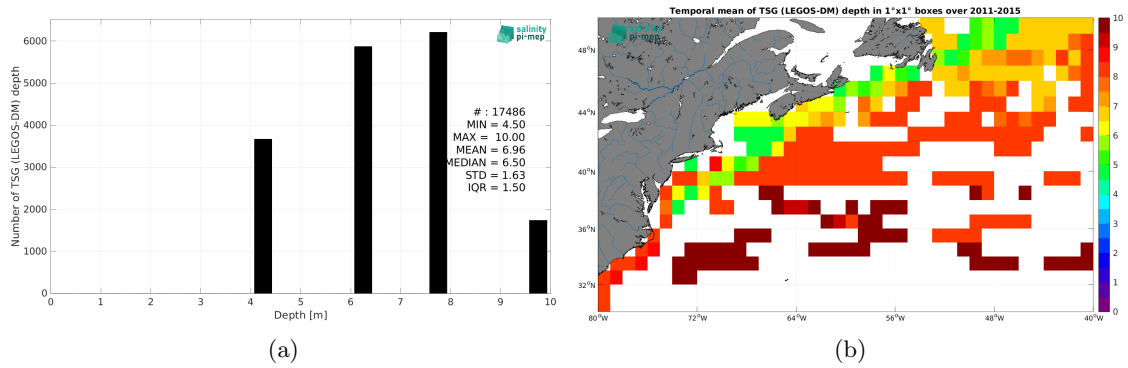 Temporal mean of TSG (LEGOS-DM) depth in 1°x1° boxes over 2011-2015
salinity
pi-mep
Number of TSG (LEGOS-DM) depth
6000
5000
4000
3000
2000
1000
0
# : 17486
MIN = 4.50
MAX = 10.00
MEAN = 6.96
MEDIAN = 6.50
STD = 1.63
IQR = 1.50
0 1 2 3 4 5 6 7 8 9 10
Depth [m]
(a)
salinity
pi-mep
48°N
44°N
40°N
36°N
32°N
80°W 72°W 64°W 56°W 48°W 40°W
10
9
8
7
6
5
4
3
2
1
0
(b)